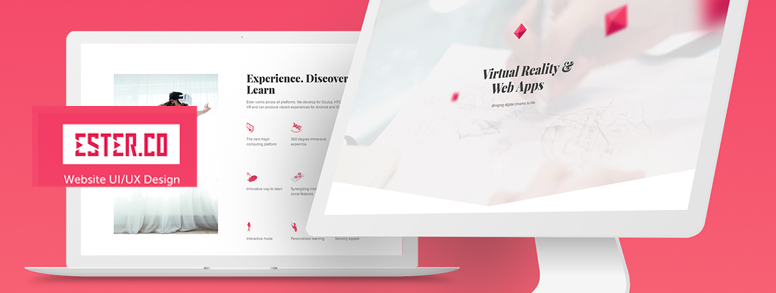 ESTER.CO
Website UI/UX Design
Experience. Discover
Learn
Ester works across all platforms. We develop for Oculus, HTC
VR and can produce vibrant experiences for Android and
The next major
computing platform
360 degree immersive
experience
Innovative way to learn
Synergizing
social features
Interactive mode
Personalised learning
Sensory appeal
Virtual Reality &
Web Apps
Bringing digital dreams to life